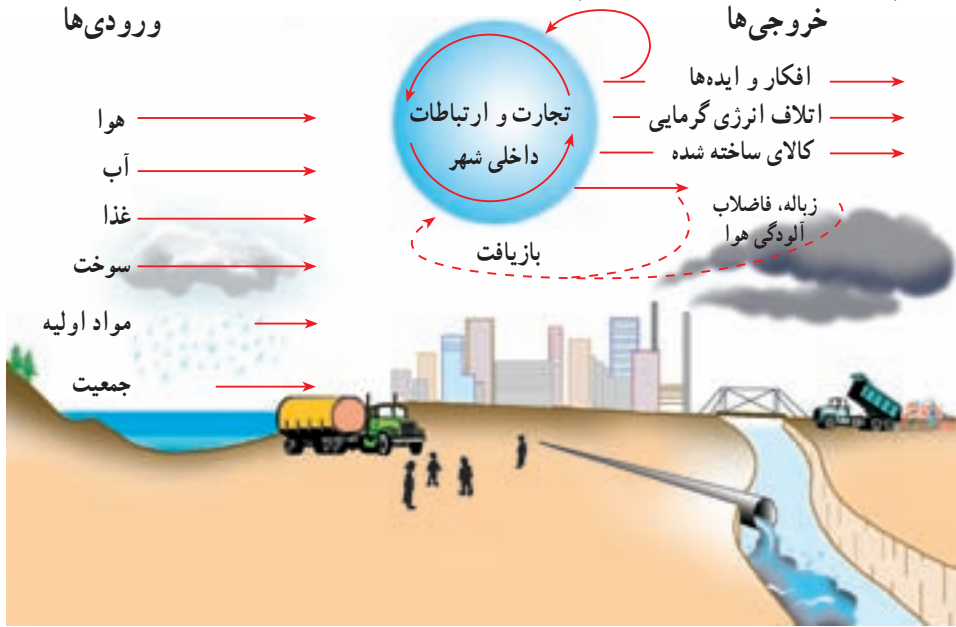 خروجی‌ها
افکار و ایده‌ها
اتلاف انرژی گرمایی
کالای ساخته شده
زباله، فاضلاب
آلودگی هوا
تجارت و ارتباطات
داخلی شهر
بازیافت
ورودی‌ها
هوا
آب
غذا
سوخت
مواد اولیه
جمعیت